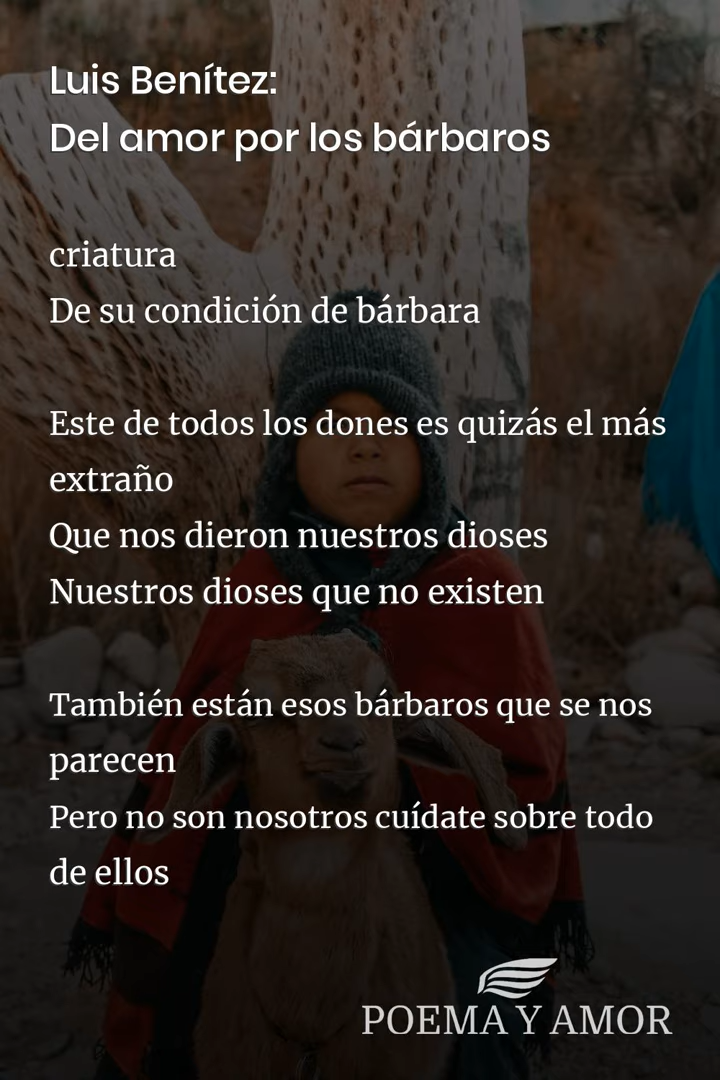 Luis Benítez:
Del amor por los bárbaros
criatura
De su condición de bárbara
Este de todos los dones es quizás el más
extraño
Que nos dieron nuestros dioses
Nuestros dioses que no existen
También están esos bárbaros que se nos
parecen
Pero no son nosotros cuídate sobre todo
de ellos
POEMA Y AMOR